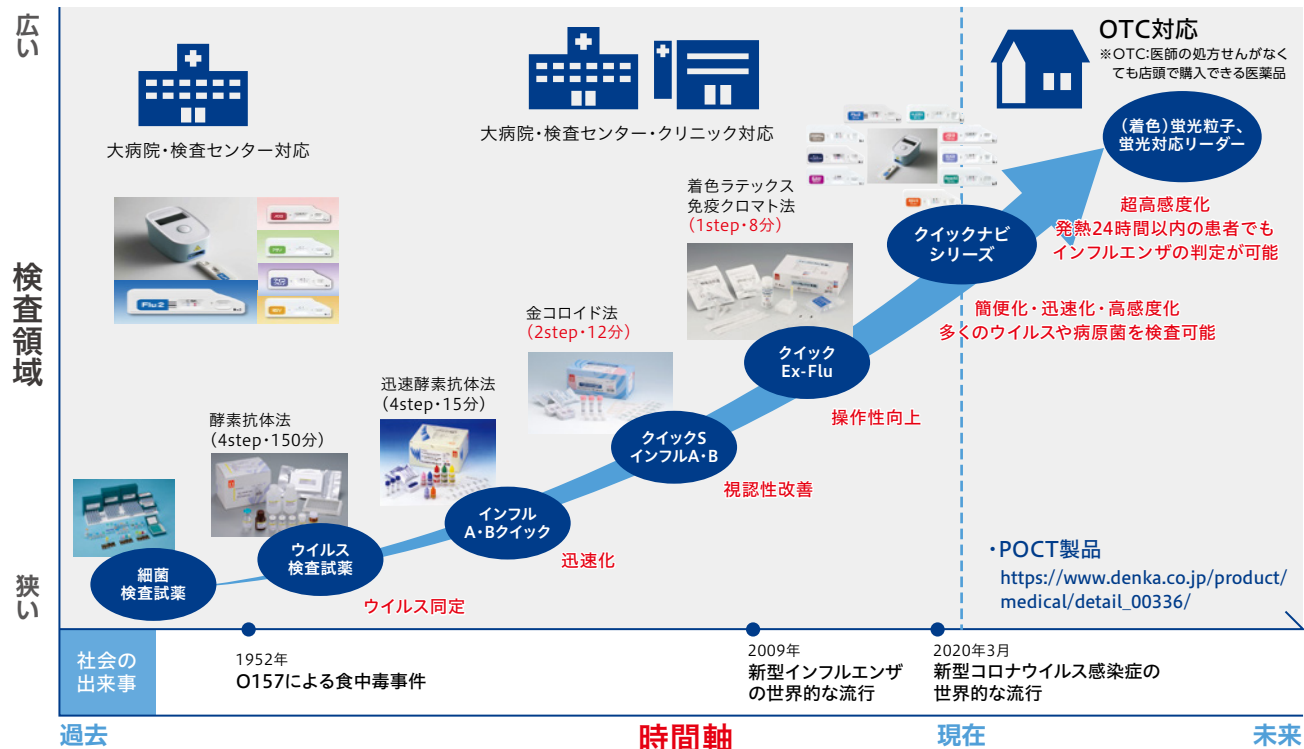 広い
検査領域
狭い
大病院・検査センター対応
大病院・検査センター・クリニック対応
OTC対応
※OTC:医師の処方せんがなく
ても店頭で購入できる医薬品
(着色)蛍光粒子、
蛍光対応リーダー
超高感度化
発熱24時間以内の患者でも
インフルエンザの判定が可能
クイックナビ
シリーズ
簡便化・迅速化・高感度化
多くのウイルスや病原菌を検査可能
着色ラテックス
免疫クロマト法
(1step・8分)
クイック
Ex-Flu
操作性向上
金コロイド法
(2step・12分)
クイックS
インフルA・B
視認性改善
迅速酵素抗体法
(4step・15分)
インフル
A・Bクイック
迅速化
酵素抗体法
(4step・150分)
ウイルス
検査試薬
ウイルス同定
細菌
検査試薬
Flu2
・POCT製品
https://www.denka.co.jp/product/
medical/detail_00336/
社会の
出来事
1952年
O157による食中毒事件
2009年
新型インフルエンザ
の世界的な流行
2020年3月
新型コロナウイルス感染症の
世界的な流行
過去
時間軸
現在
未来